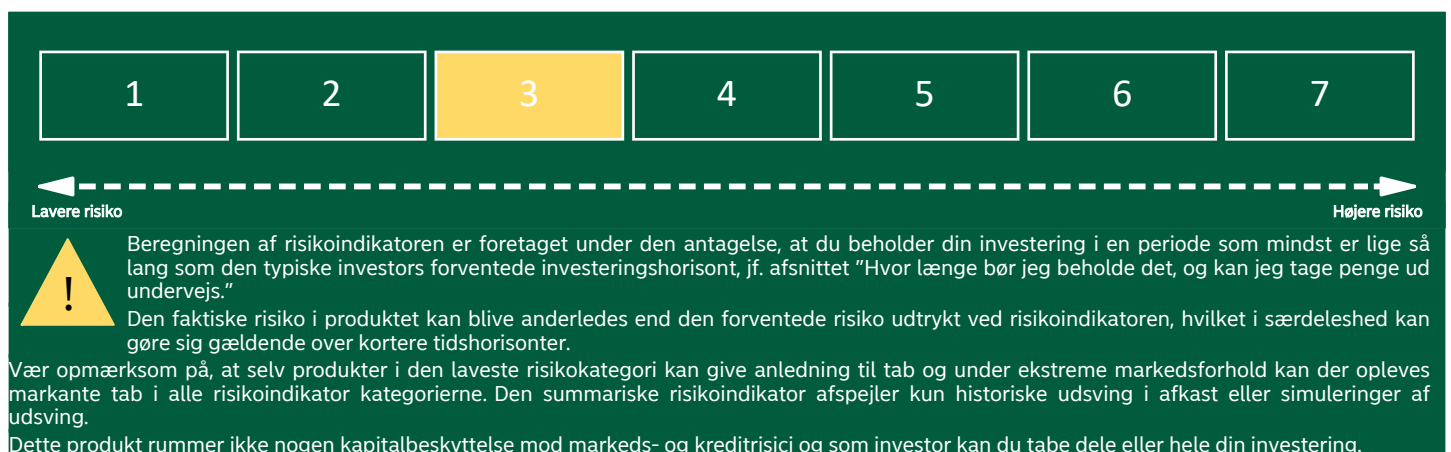 1 2 3 4 5 6 7
Lavere risiko Højere risiko
Beregningen af risikoindikatoren er foretaget under den antagelse, at du beholder din investering i en periode som mindst er lige så
lang som den typiske investors forventede investeringshorisont, jf. afsnittet ”Hvor længe bør jeg beholde det, og kan jeg tage penge ud
undervejs.”
!
Den faktiske risiko i produktet kan blive anderledes end den forventede risiko udtrykt ved risikoindikatoren, hvilket i særdeleshed kan
gøre sig gældende over kortere tidshorisonter.
Vær opmærksom på, at selv produkter i den laveste risikokategori kan give anledning til tab og under ekstreme markedsforhold kan der opleves
markante tab i alle risikoindikator kategorierne. Den summariske risikoindikator afspejler kun historiske udsving i afkast eller simuleringer af
udsving.
Dette produkt rummer ikke nogen kapitalbeskyttelse mod markeds- og kreditrisici og som investor kan du tabe dele eller hele din investering.